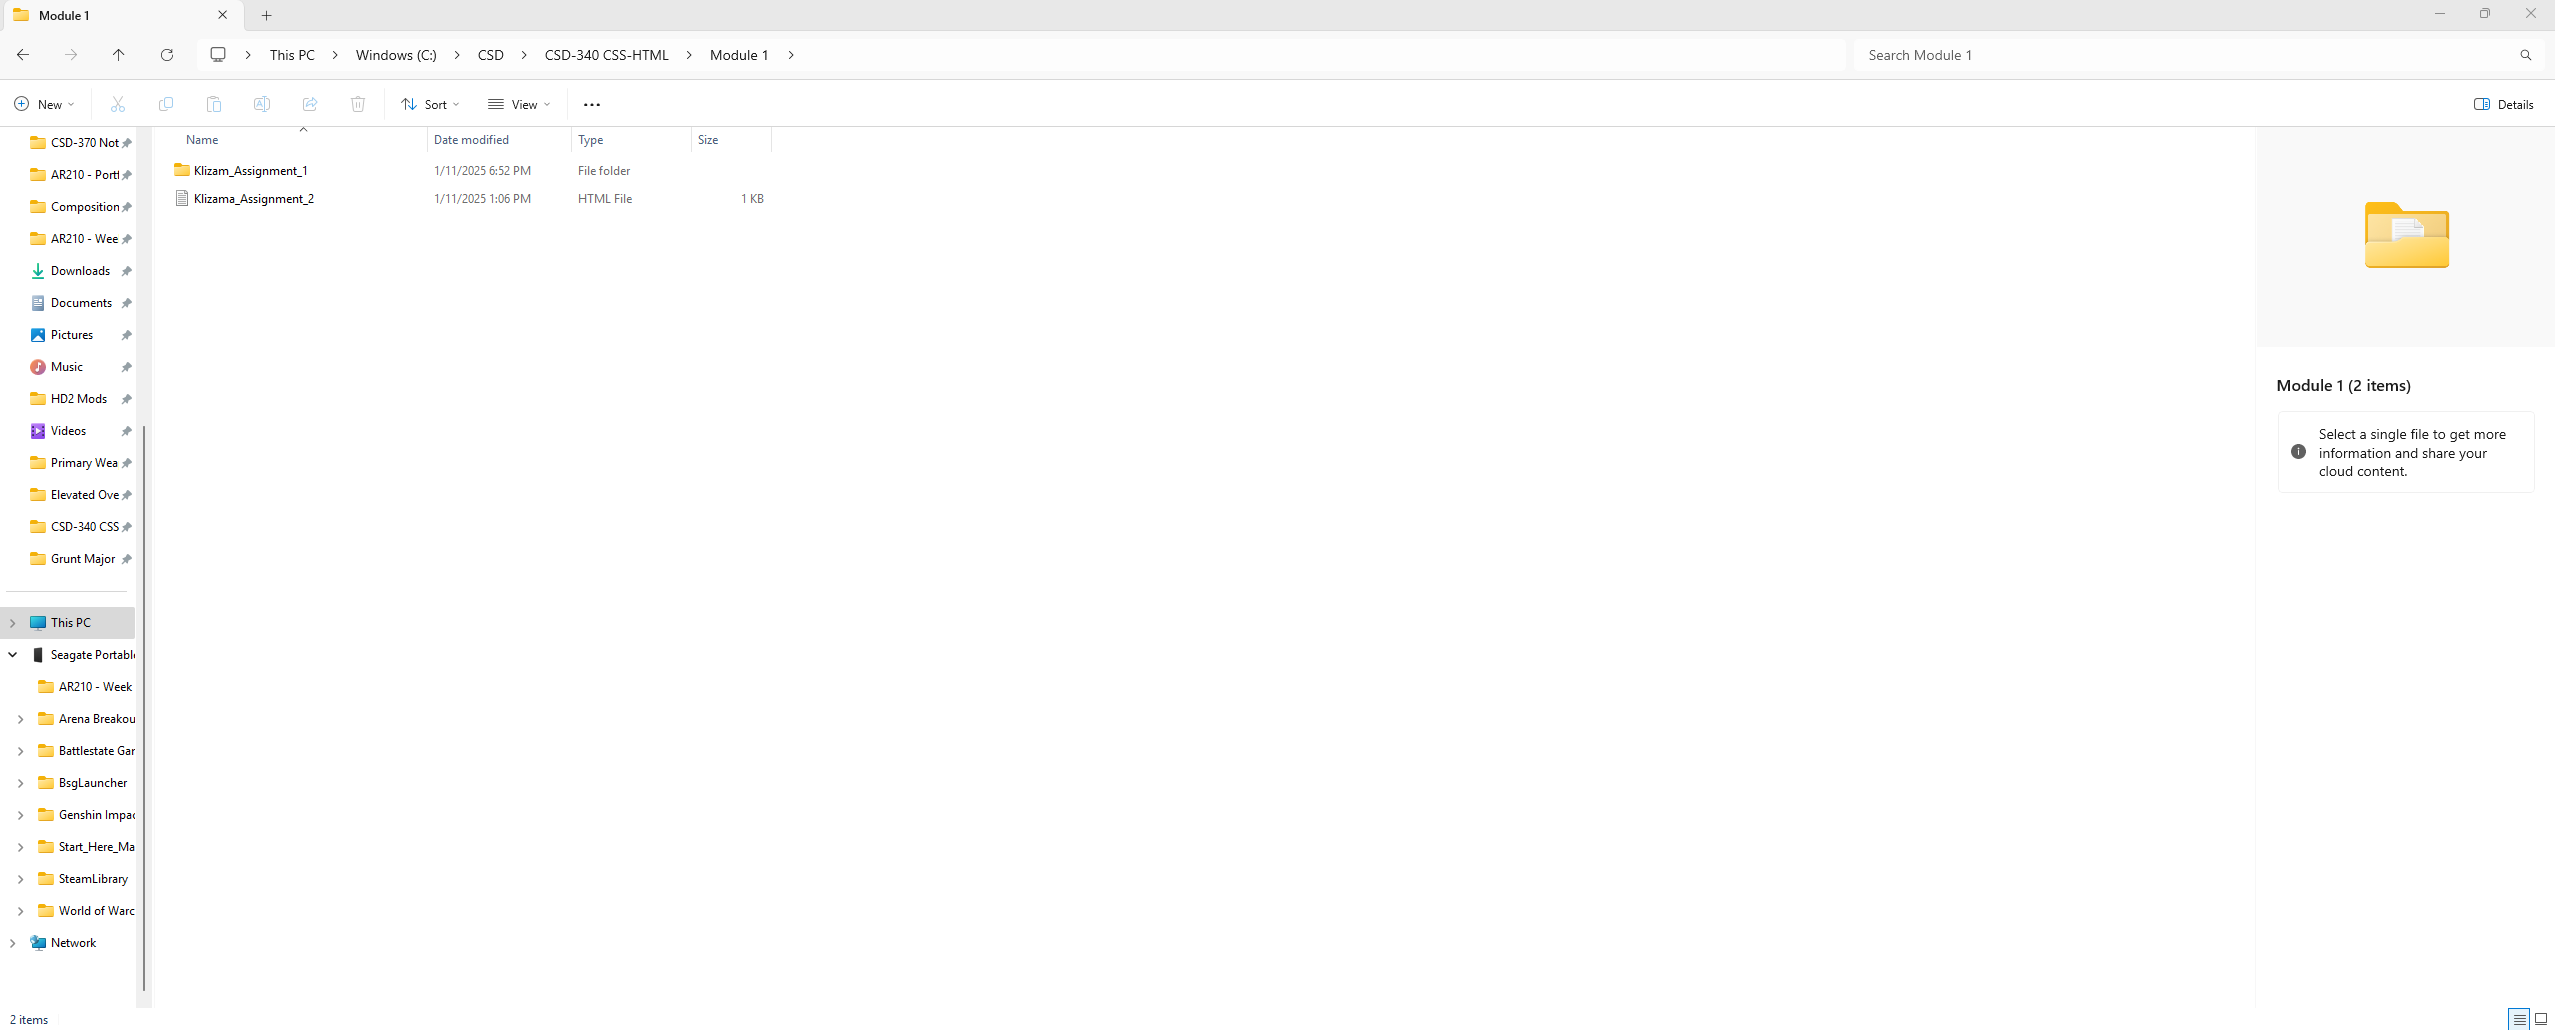 Module 1
This PC > Windows (C:) > CSD > CSD-340 CSS-HTML > Module 1 >
Search Module 1
New Sort View ... Details
CSD-370 Not
AR210 - Portf
Composition
AR210 - Wee
Downloads
Documents
Pictures
Music
HD2 Mods
Videos
Primary Wea
Elevated Ove
CSD-340 CSS
Grunt Major
This PC
Seagate Portable
AR210 - Week
Arena Breakou
Battlestate Gar
BsgLauncher
Genshin Impac
Start_Here_Ma
SteamLibrary
World of Warc
Network
Name Date modified Type Size
Klizam_Assignment_1 1/11/2025 6:52 PM File folder
Klizama_Assignment_2 1/11/2025 1:06 PM HTML File 1 KB
Module 1 (2 items)
Select a single file to get more
information and share your
cloud content.
2 items